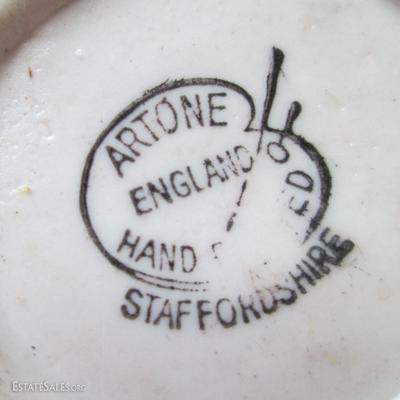 ARTONE
ENGLAND
HAND
STAFFORDSHIRE
ESTATESALES.ORG